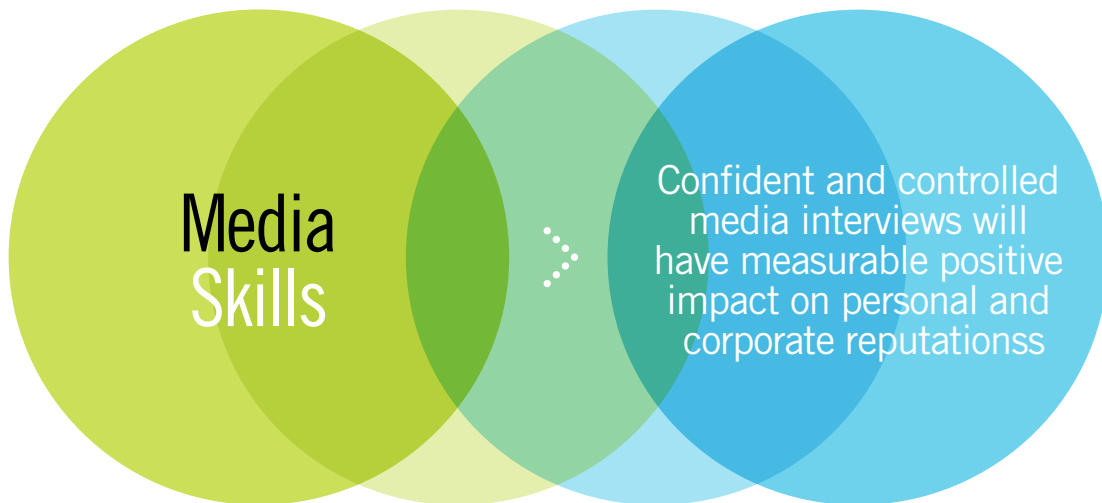 Media
Skills
Confident and controlled
media interviews will
have measurable positive
impact on personal and
corporate reputationss